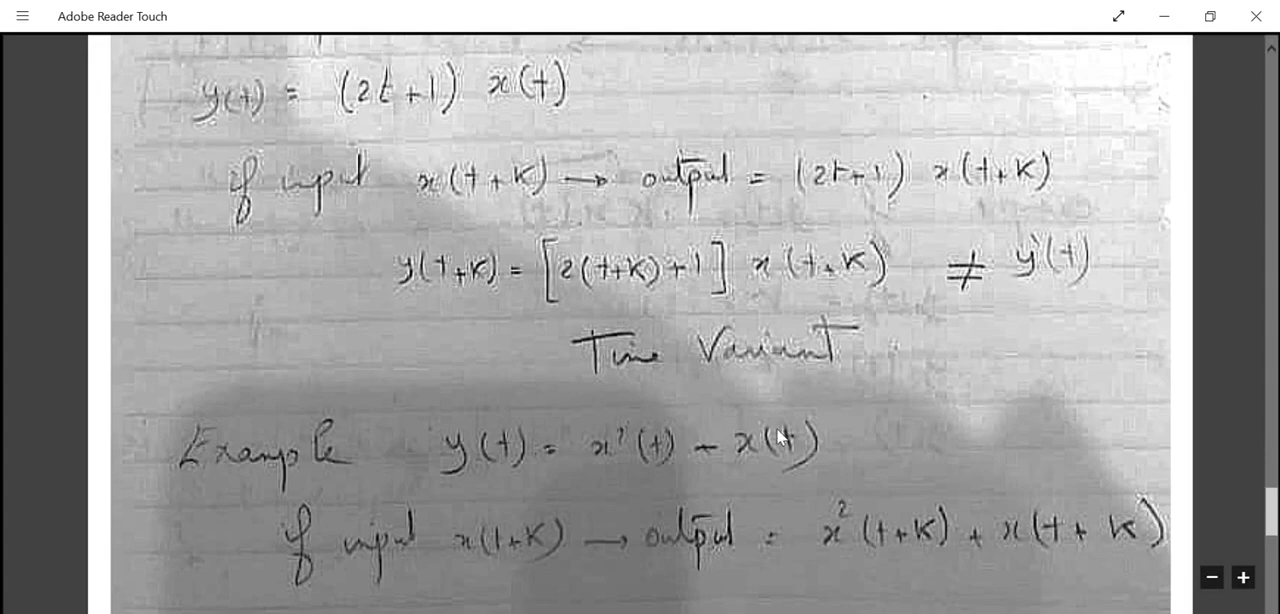 Adobe Reader Touch
y(t) = (2t+1) x(t)
if input x(t+K) → output = (2t+1) x(t+K)
y(t+K) = [2(t+K)+1] x(t+K) ≠ y'(t)
Time Variant
Example y(t) = x²(t) - x(t)
if input x(t+K) → output = x²(t+K) + x(t+K)